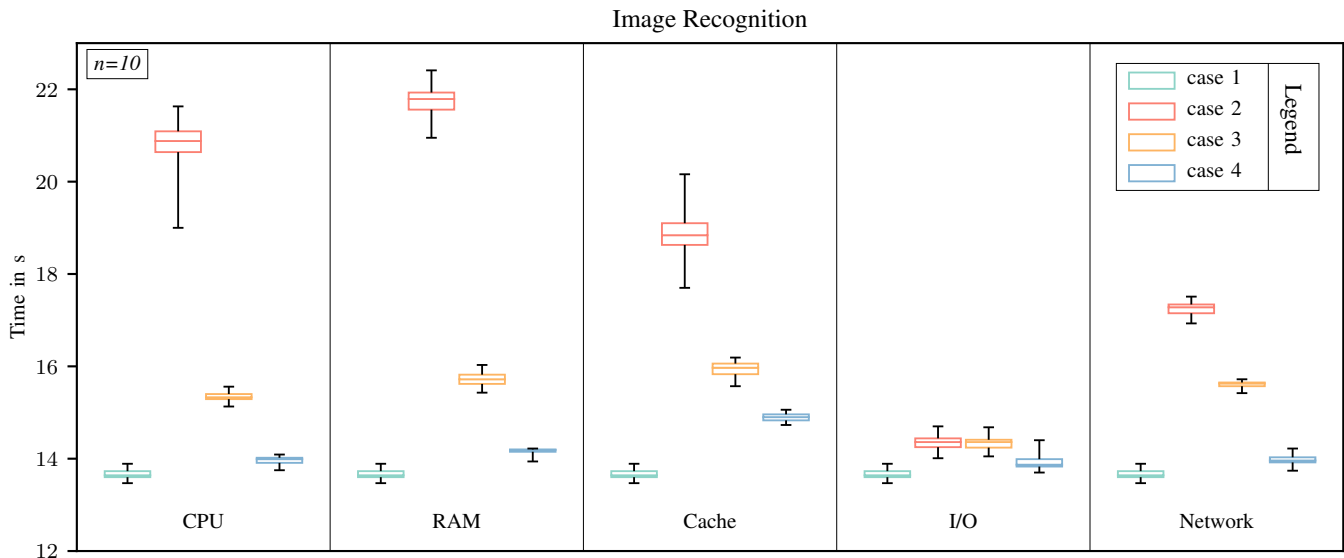 Image Recognition
n=10
22
20
18
16
14
12
Time in s
case 1
case 2
case 3
case 4
Legend
CPU
RAM
Cache
I/O
Network